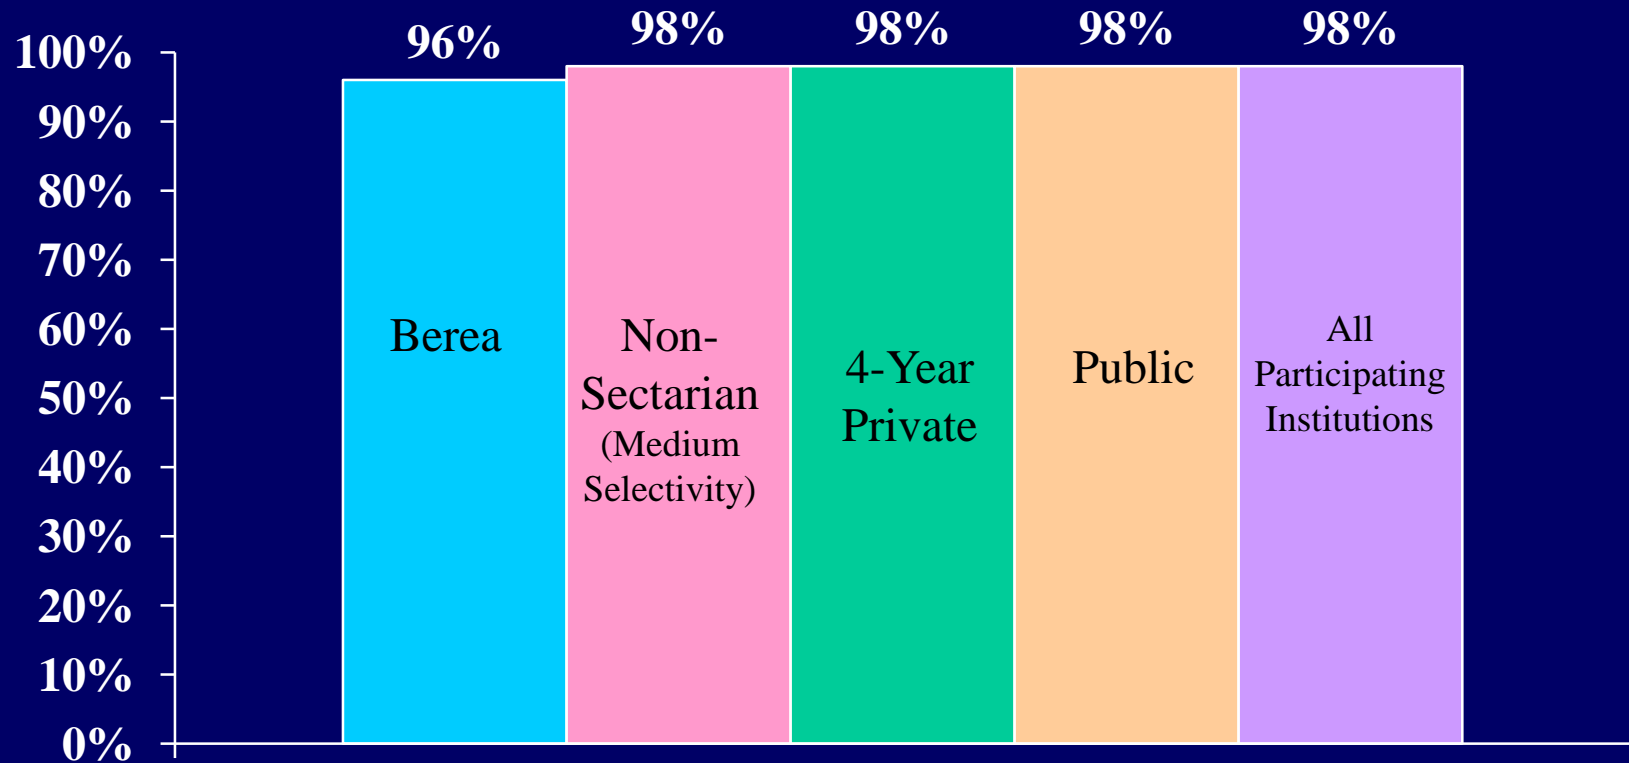 96%
98%
98%
98%
98%
100%
90%
80%
70%
60%
50%
40%
30%
20%
10%
0%
Berea
Non-
Sectarian
(Medium
Selectivity)
4-Year
Private
Public
All
Participating
Institutions